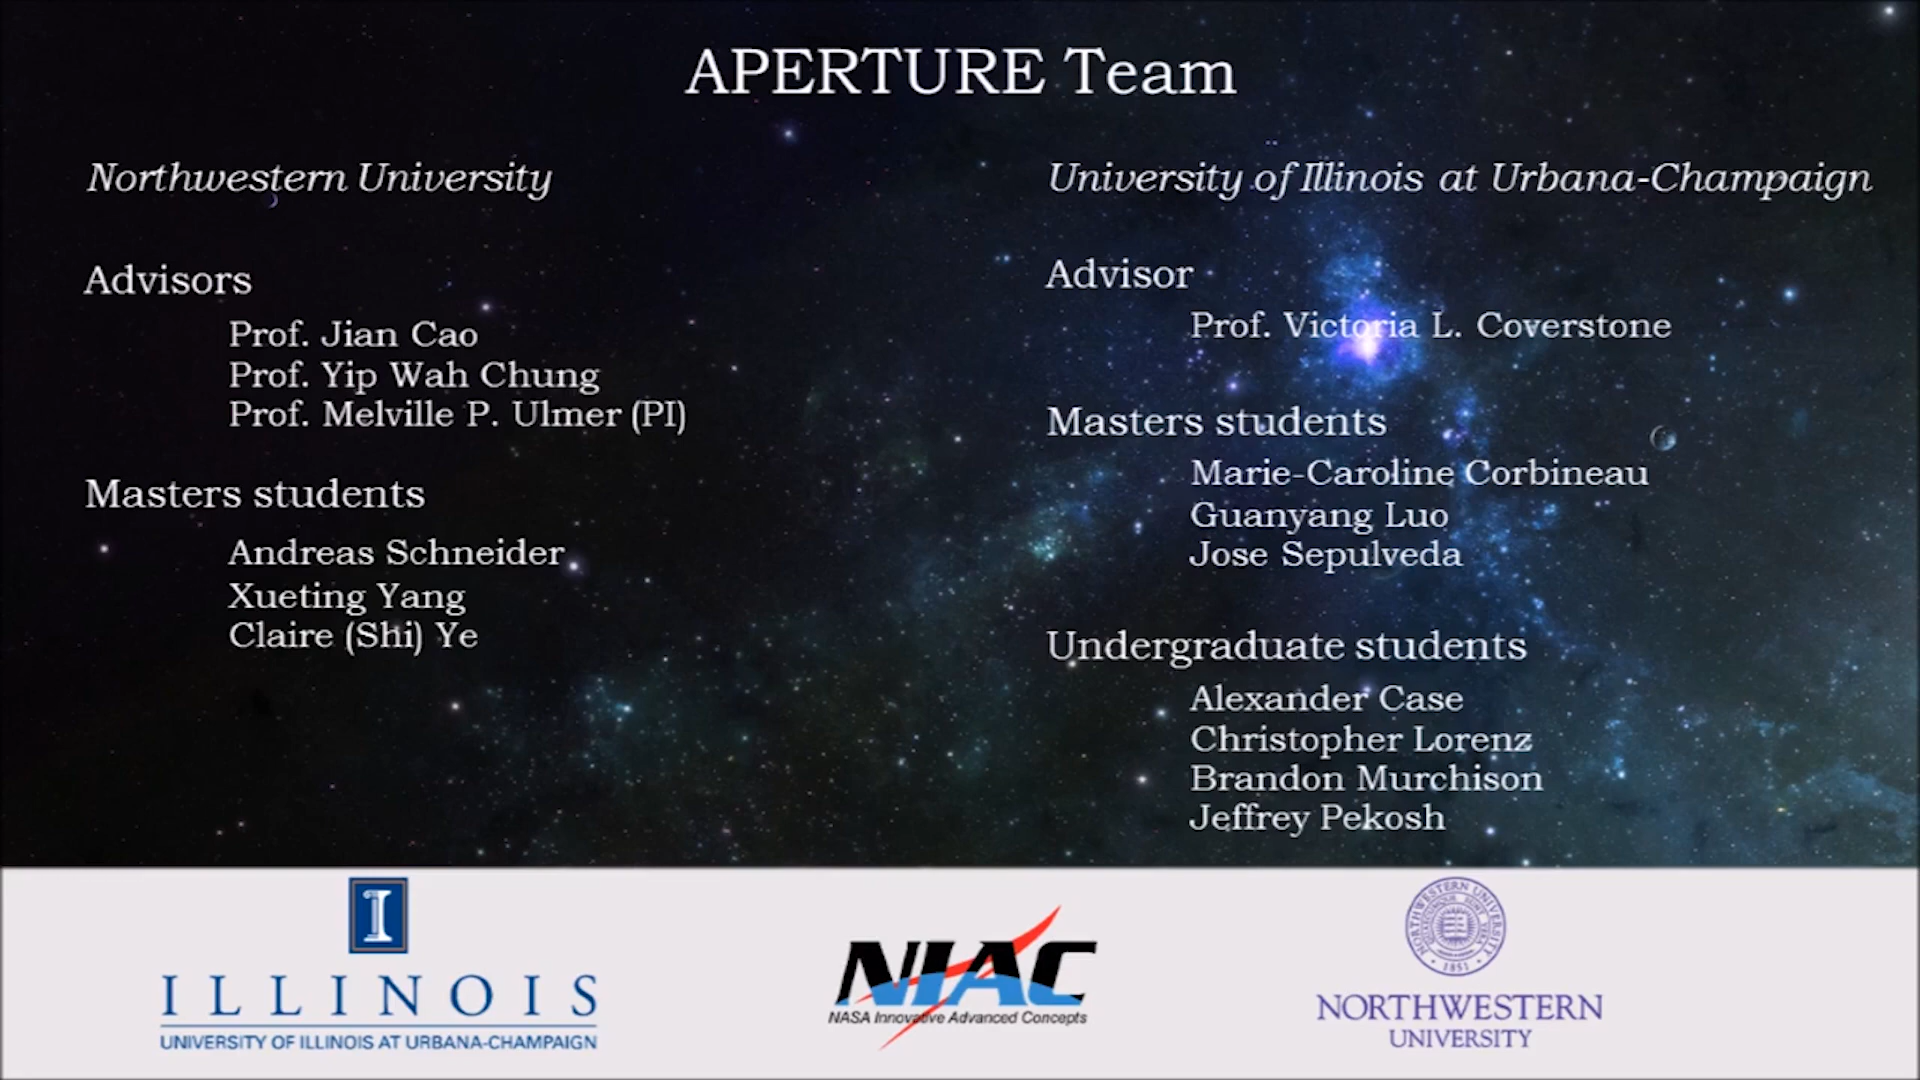 APERTURE Team
Northwestern University
Advisors
Prof. Jian Cao
Prof. Yip Wah Chung
Prof. Melville P. Ulmer (PI)
Masters students
Andreas Schneider
Xueting Yang
Claire (Shi) Ye
University of Illinois at Urbana-Champaign
Advisor
Prof. Victoria L. Coverstone
Masters students
Marie-Caroline Corbineau
Guanyang Luo
Jose Sepulveda
Undergraduate students
Alexander Case
Christopher Lorenz
Brandon Murchison
Jeffrey Pekosh
I
ILLINOIS
UNIVERSITY OF ILLINOIS AT URBANA-CHAMPAIGN
NIAC
NASA Innovative Advanced Concepts
NORTHWESTERN UNIVERSITY
1851
NORTHWESTERN
UNIVERSITY